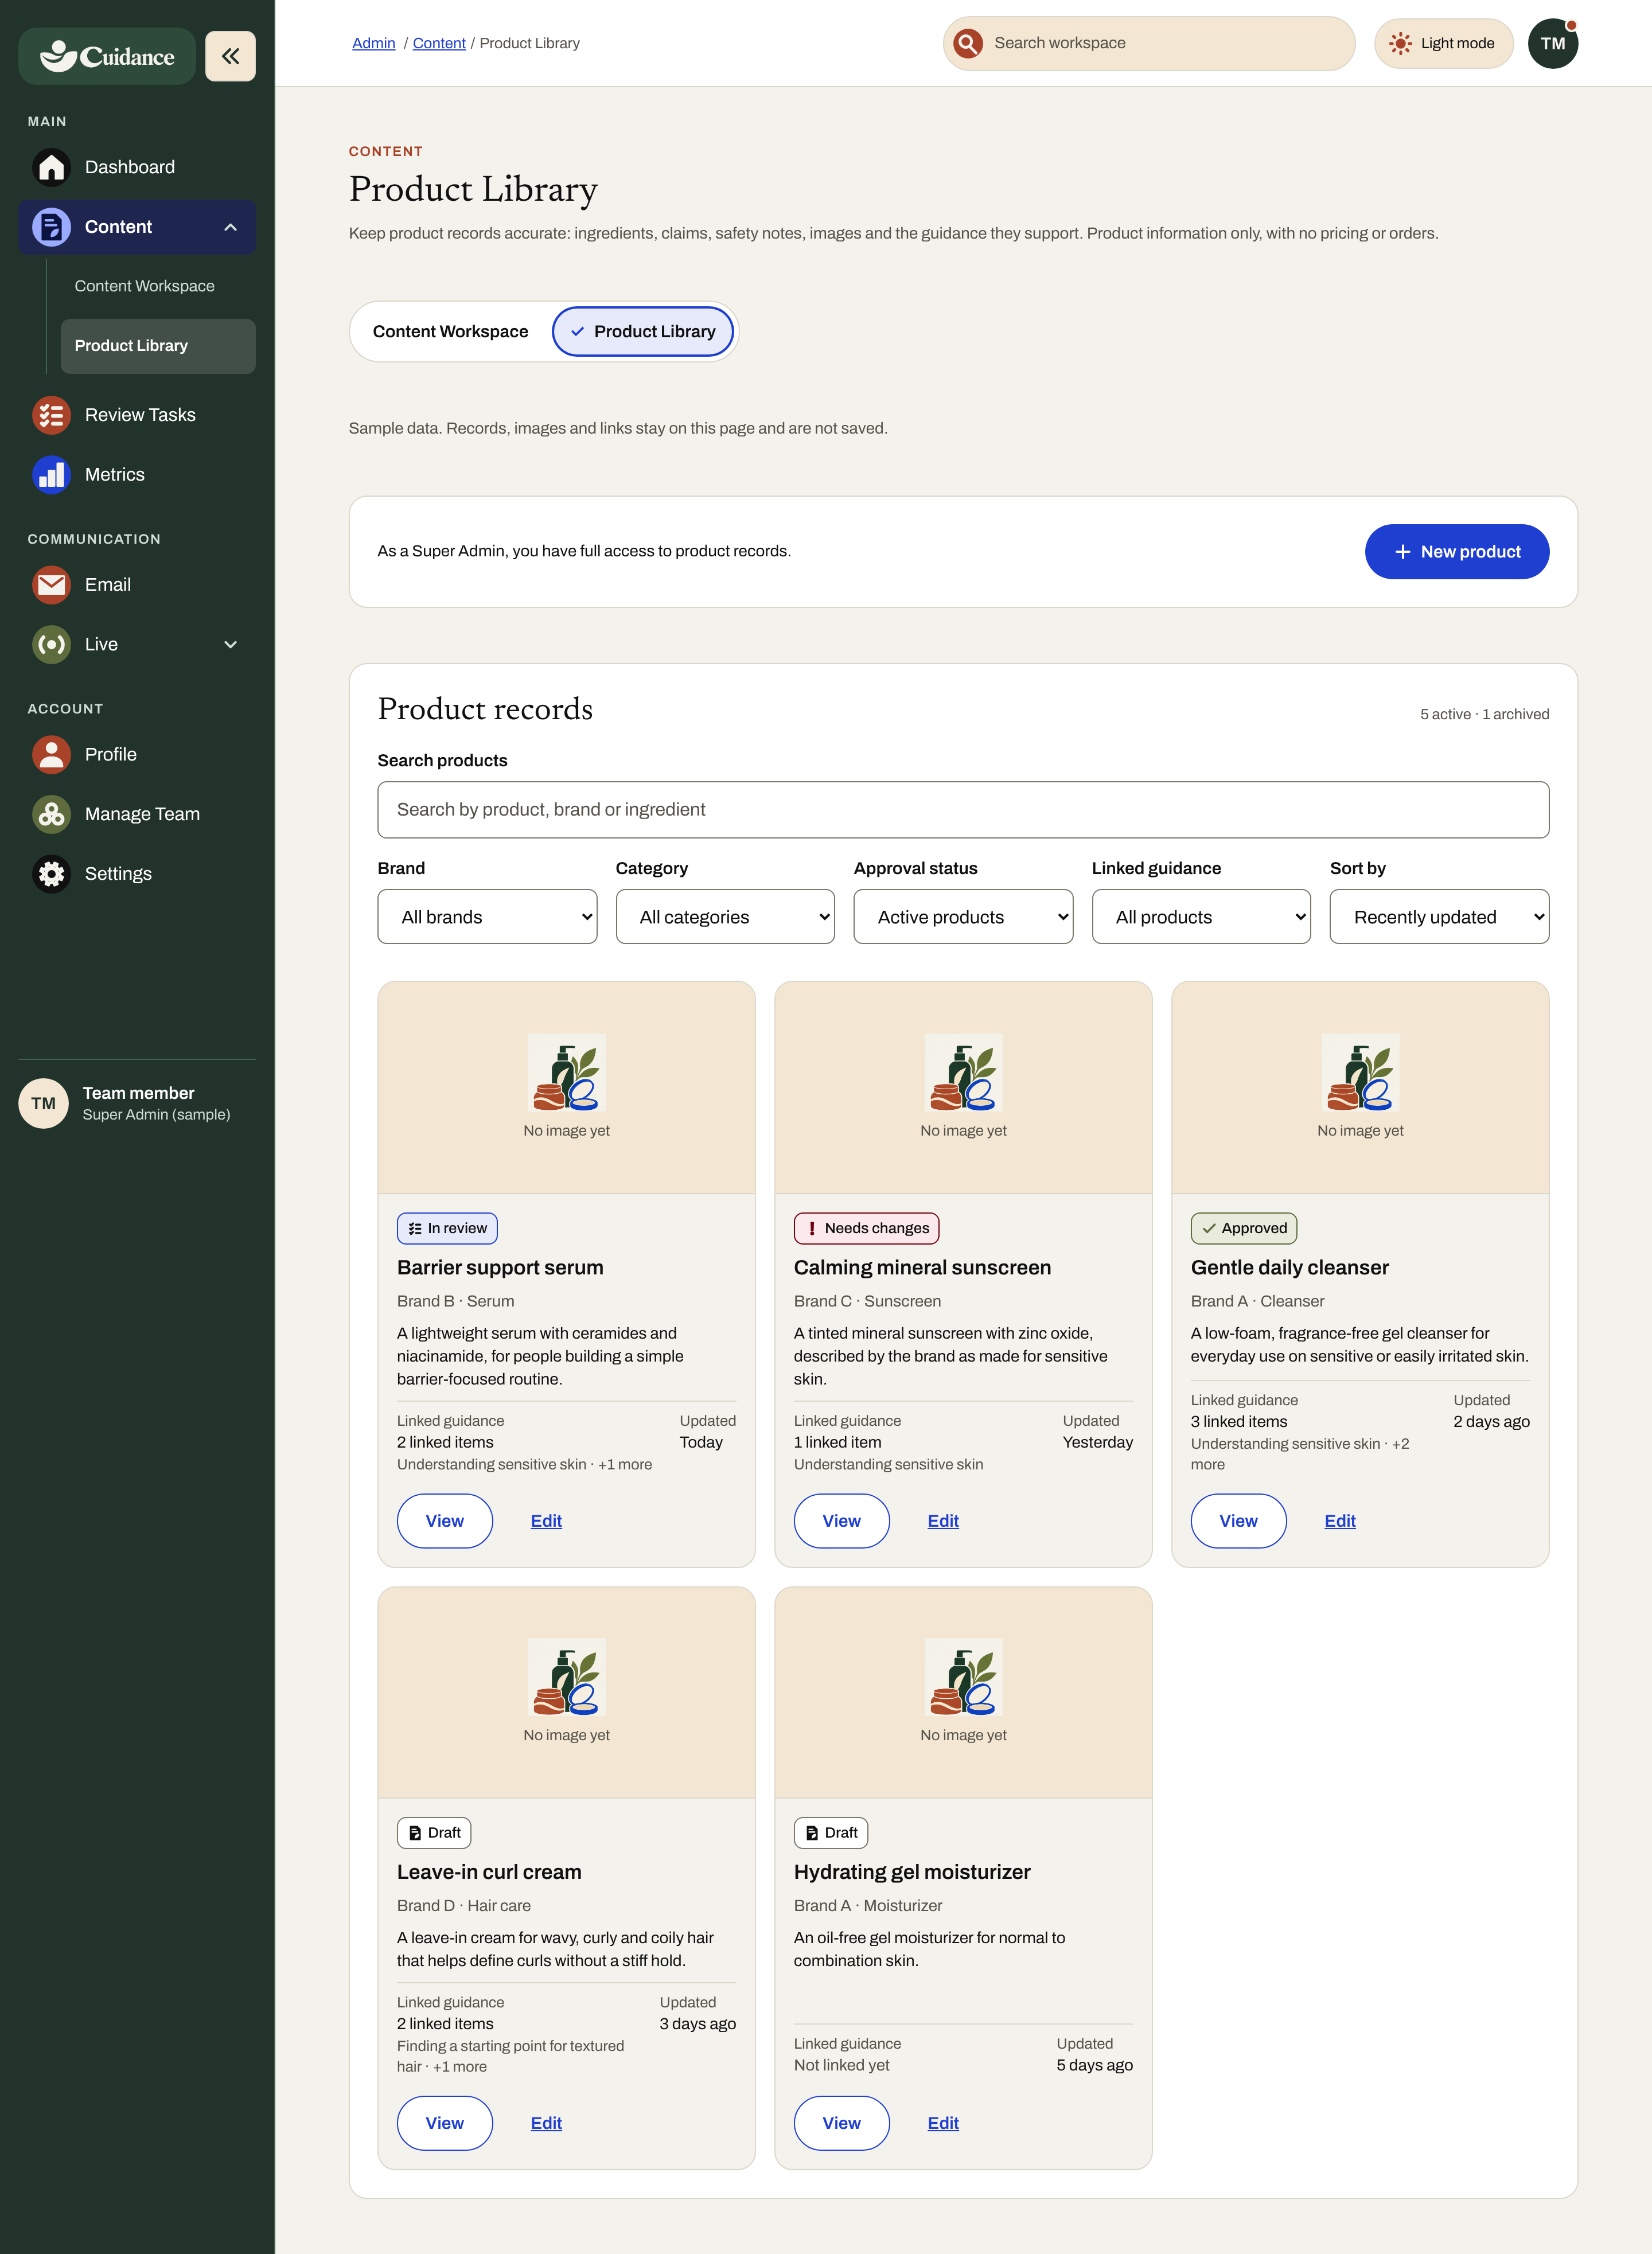 Cuidance
MAIN
Dashboard
Content
Content Workspace
Product Library
Review Tasks
Metrics
COMMUNICATION
Email
Live
ACCOUNT
Profile
Manage Team
Settings
TM
Team member
Super Admin (sample)
Admin / Content / Product Library
Search workspace
Light mode
TM
CONTENT
Product Library
Keep product records accurate: ingredients, claims, safety notes, images and the guidance they support. Product information only, with no pricing or orders.
Content Workspace
Product Library
Sample data. Records, images and links stay on this page and are not saved.
As a Super Admin, you have full access to product records.
New product
Product records
5 active · 1 archived
Search products
Search by product, brand or ingredient
Brand
Category
Approval status
Linked guidance
Sort by
All brands
All categories
Active products
All products
Recently updated
No image yet
In review
Barrier support serum
Brand B · Serum
A lightweight serum with ceramides and
niacinamide, for people building a simple
barrier-focused routine.
Linked guidance
2 linked items
Understanding sensitive skin · +1 more
Updated
Today
View
Edit
No image yet
Needs changes
Calming mineral sunscreen
Brand C · Sunscreen
A tinted mineral sunscreen with zinc oxide,
described by the brand as made for sensitive
skin.
Linked guidance
1 linked item
Understanding sensitive skin
Updated
Yesterday
View
Edit
No image yet
Approved
Gentle daily cleanser
Brand A · Cleanser
A low-foam, fragrance-free gel cleanser for
everyday use on sensitive or easily irritated skin.
Linked guidance
3 linked items
Understanding sensitive skin · +2
more
Updated
2 days ago
View
Edit
No image yet
Draft
Leave-in curl cream
Brand D · Hair care
A leave-in cream for wavy, curly and coily hair
that helps define curls without a stiff hold.
Linked guidance
2 linked items
Finding a starting point for textured
hair · +1 more
Updated
3 days ago
View
Edit
No image yet
Draft
Hydrating gel moisturizer
Brand A · Moisturizer
An oil-free gel moisturizer for normal to
combination skin.
Linked guidance
Not linked yet
Updated
5 days ago
View
Edit